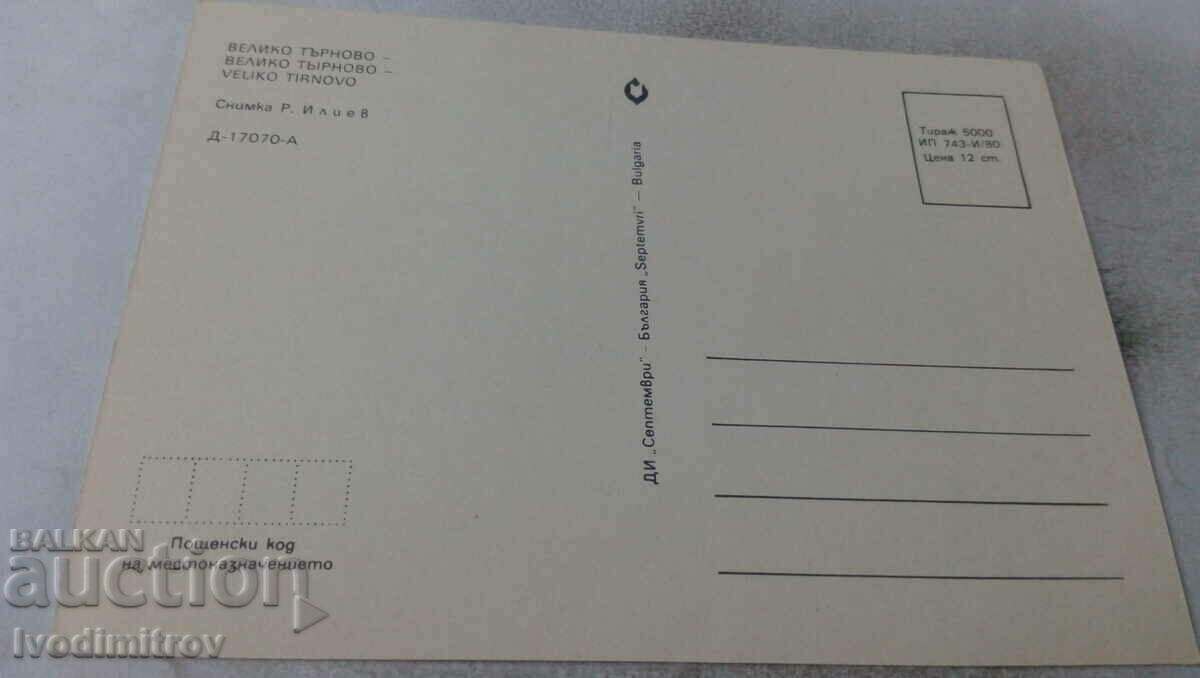 ВЕЛИКО ТЪРНОВО –
ВЕЛИКО ТЫРНОВО –
VELIKO TIRNOVO
Снимка Р. Илиев
Д-17070-А
ДИ „Септември" – България „Septemvri" – Bulgaria
Тираж 5000
ИП 743-И/80
Цена 12 ст.
Пощенски код
на местоназначението
BALKAN
auction
Ivodimitrov